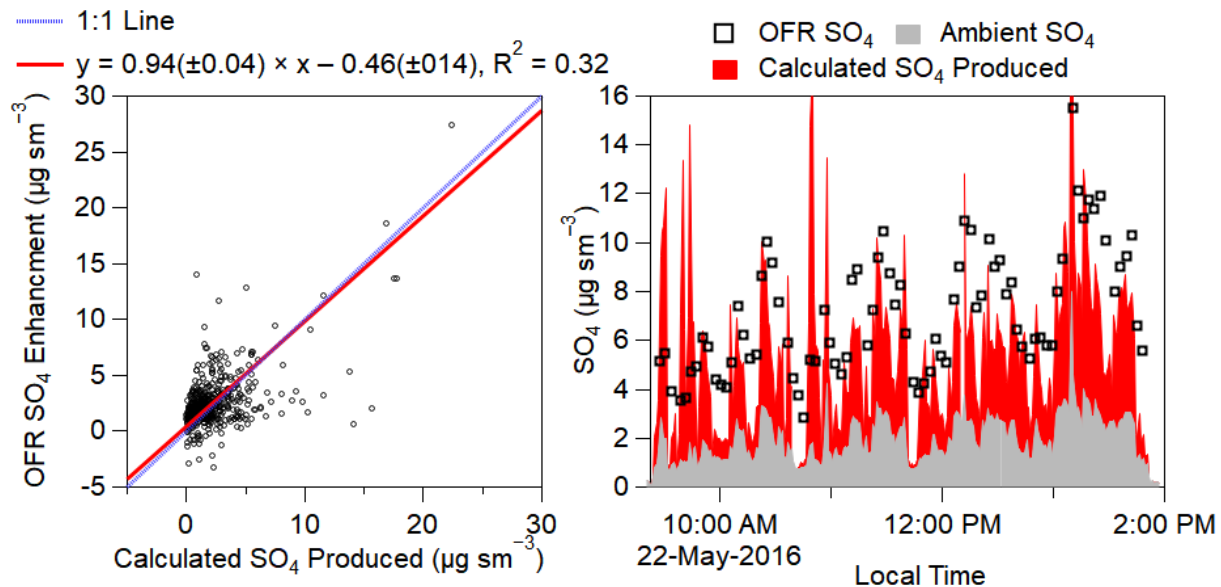 1:1 Line
y = 0.94(±0.04) × x − 0.46(±014), R² = 0.32
30
25
20
15
10
5
0
-5
OFR SO₄ Enhancment (µg sm⁻³)
0
10
20
30
Calculated SO₄ Produced (µg sm⁻³)
OFR SO₄
Ambient SO₄
Calculated SO₄ Produced
16
14
12
10
8
6
4
2
0
SO₄ (µg sm⁻³)
10:00 AM
12:00 PM
2:00 PM
22-May-2016
Local Time